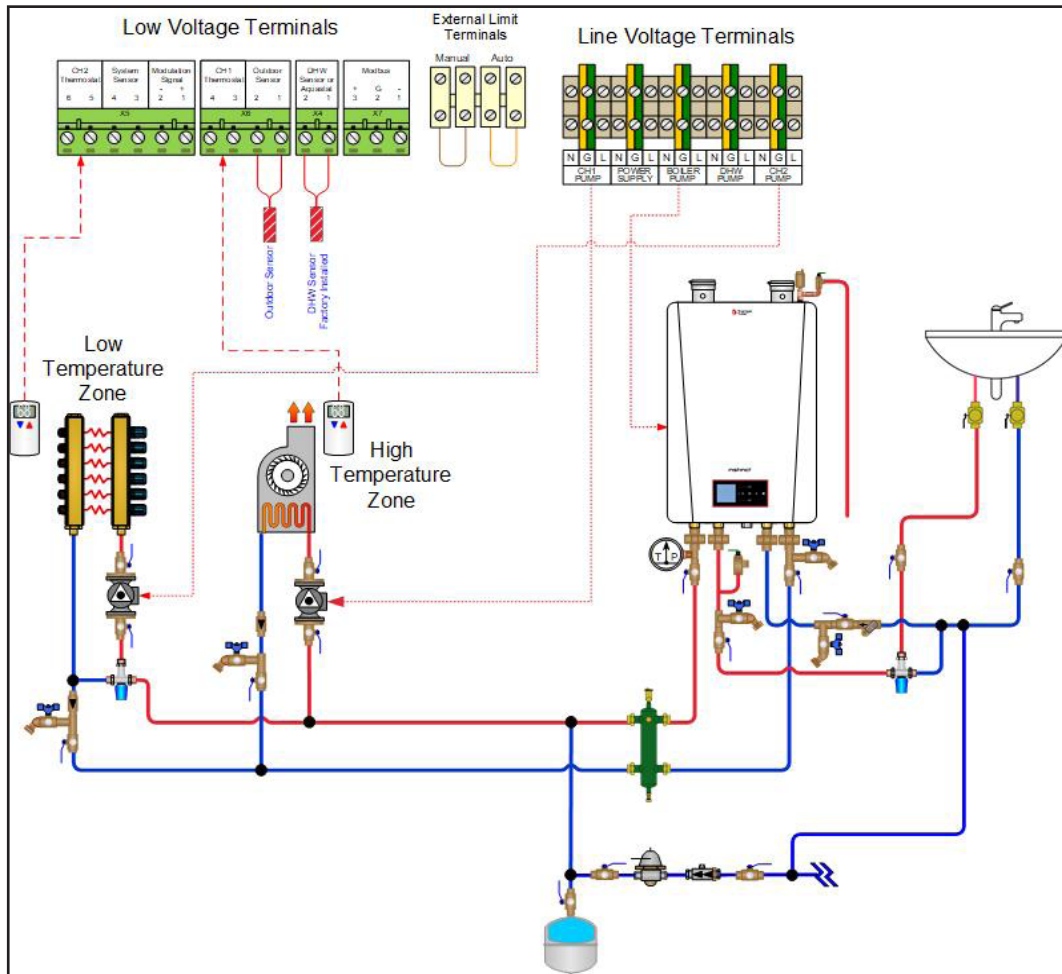 Low Voltage Terminals
External Limit
Terminals
Manual Auto
Line Voltage Terminals
CH2
Thermostat
6 5
System
Sensor
4 3
Modulation
Signal
- +
2 1
X5
CH1
Thermostat
4 3
Outdoor
Sensor
2 1
X6
DHW
Sensor or
Aquastat
2 1
X4
Modbus
+ G -
3 2 1
X7
N G L N G L N G L N G L N G L
CH1
PUMP
POWER
SUPPLY
BOILER
PUMP
DHW
PUMP
CH2
PUMP
Outdoor Sensor
DHW Sensor
Factory Installed
Low
Temperature
Zone
High
Temperature
Zone
T P